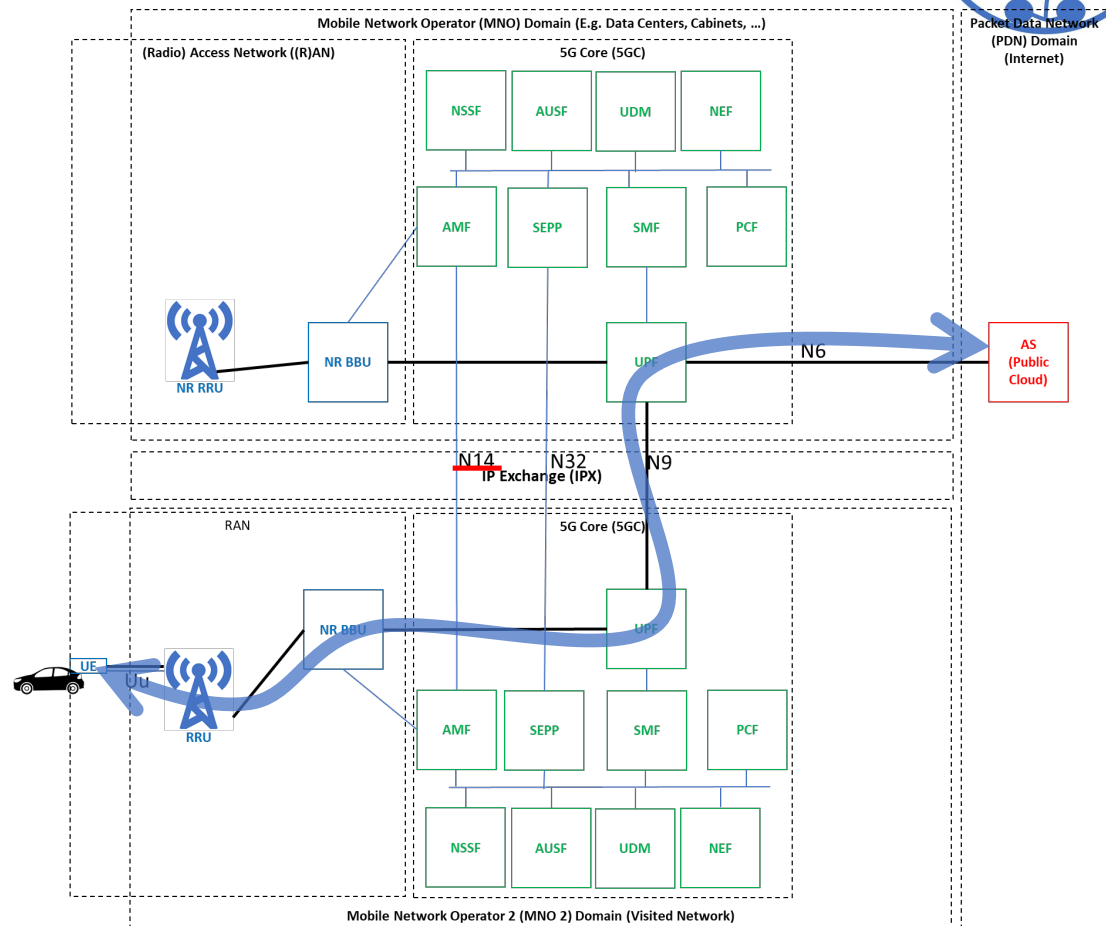 Mobile Network Operator (MNO) Domain (E.g. Data Centers, Cabinets, ...)
Packet Data Network
(PDN) Domain
(Internet)
(Radio) Access Network ((R)AN)
5G Core (5GC)
NSSF
AUSF
UDM
NEF
AMF
SEPP
SMF
PCF
NR RRU
NR BBU
UPF
N6
AS
(Public
Cloud)
N14
N32
N9
IP Exchange (IPX)
RAN
5G Core (5GC)
NR BBU
UPF
UE
Uu
RRU
AMF
SEPP
SMF
PCF
NSSF
AUSF
UDM
NEF
Mobile Network Operator 2 (MNO 2) Domain (Visited Network)